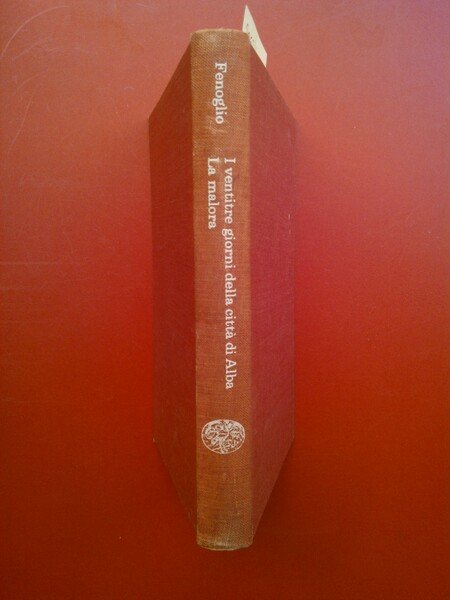 Fenoglio
I ventitre giorni della città di Alba
La malora